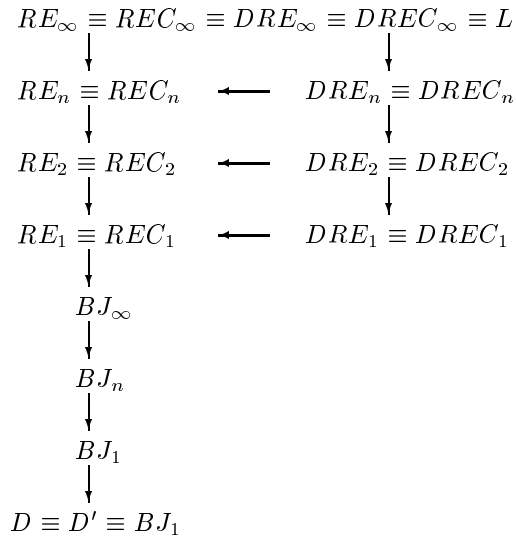 RE∞ ≡ REC∞ ≡ DRE∞ ≡ DREC∞ ≡ L
REₙ ≡ RECₙ DREₙ ≡ DRECₙ
RE₂ ≡ REC₂ DRE₂ ≡ DREC₂
RE₁ ≡ REC₁ DRE₁ ≡ DREC₁
BJ∞
BJₙ
BJ₁
D ≡ D′ ≡ BJ₁